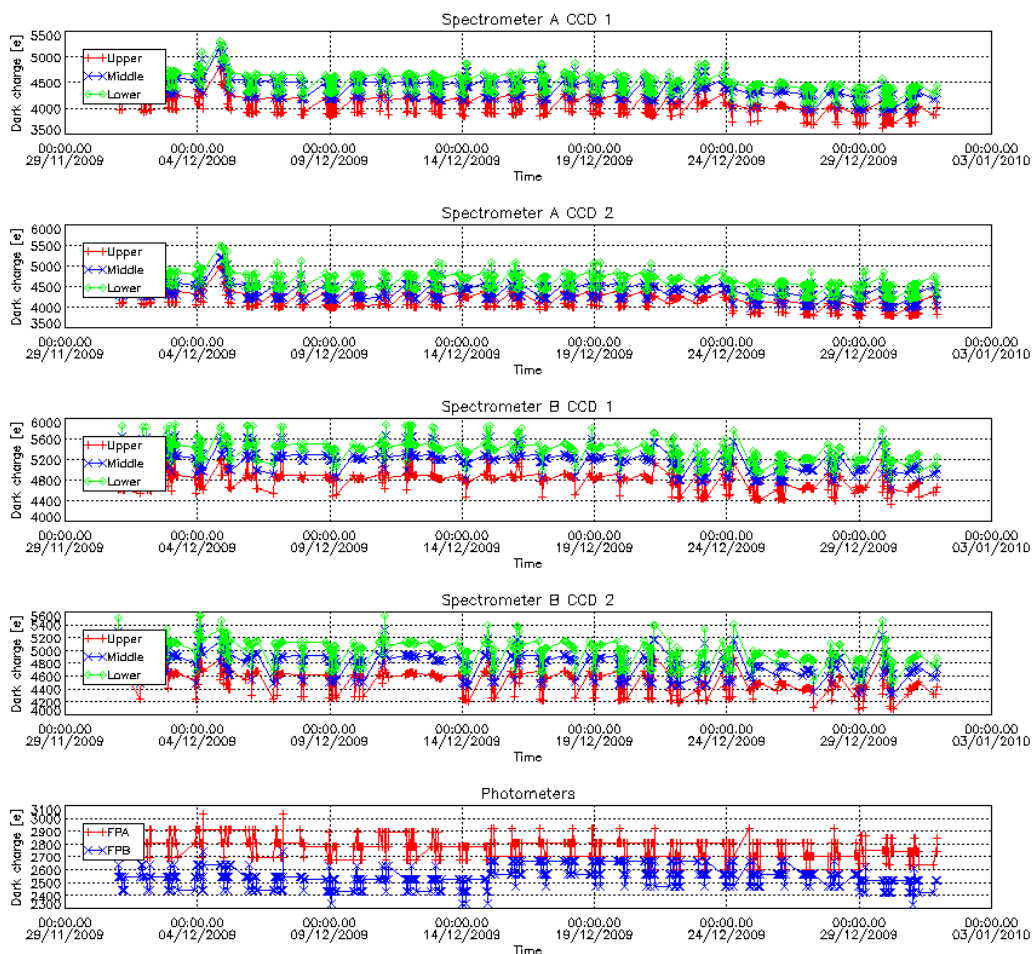 Spectrometer A CCD 1
Dark charge [e]
5500
5000
4500
4000
3500
Upper
Middle
Lower
00:00.00 00:00.00 00:00.00 00:00.00 00:00.00 00:00.00 00:00.00 00:00.00
29/11/2009 04/12/2009 09/12/2009 14/12/2009 19/12/2009 24/12/2009 29/12/2009 03/01/2010
Time
Spectrometer A CCD 2
Dark charge [e]
6000
5500
5000
4500
4000
3500
Upper
Middle
Lower
00:00.00 00:00.00 00:00.00 00:00.00 00:00.00 00:00.00 00:00.00 00:00.00
29/11/2009 04/12/2009 09/12/2009 14/12/2009 19/12/2009 24/12/2009 29/12/2009 03/01/2010
Time
Spectrometer B CCD 1
Dark charge [e]
6000
5600
5200
4800
4400
4000
Upper
Middle
Lower
00:00.00 00:00.00 00:00.00 00:00.00 00:00.00 00:00.00 00:00.00 00:00.00
29/11/2009 04/12/2009 09/12/2009 14/12/2009 19/12/2009 24/12/2009 29/12/2009 03/01/2010
Time
Spectrometer B CCD 2
Dark charge [e]
5600
5400
5200
5000
4800
4600
4400
4200
4000
Upper
Middle
Lower
00:00.00 00:00.00 00:00.00 00:00.00 00:00.00 00:00.00 00:00.00 00:00.00
29/11/2009 04/12/2009 09/12/2009 14/12/2009 19/12/2009 24/12/2009 29/12/2009 03/01/2010
Time
Photometers
Dark charge [e]
3100
3000
2900
2800
2700
2600
2500
2400
2300
FPA
FPB
00:00.00 00:00.00 00:00.00 00:00.00 00:00.00 00:00.00 00:00.00 00:00.00
29/11/2009 04/12/2009 09/12/2009 14/12/2009 19/12/2009 24/12/2009 29/12/2009 03/01/2010
Time